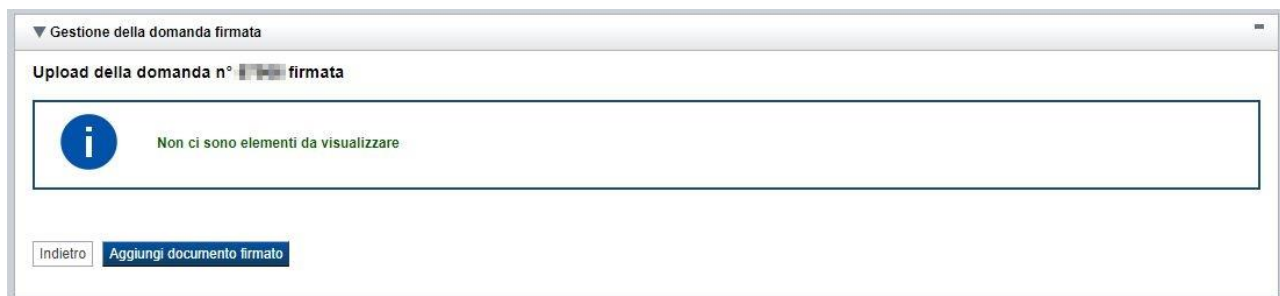 ▼ Gestione della domanda firmata
Upload della domanda n° firmata
i
Non ci sono elementi da visualizzare
Indietro
Aggiungi documento firmato